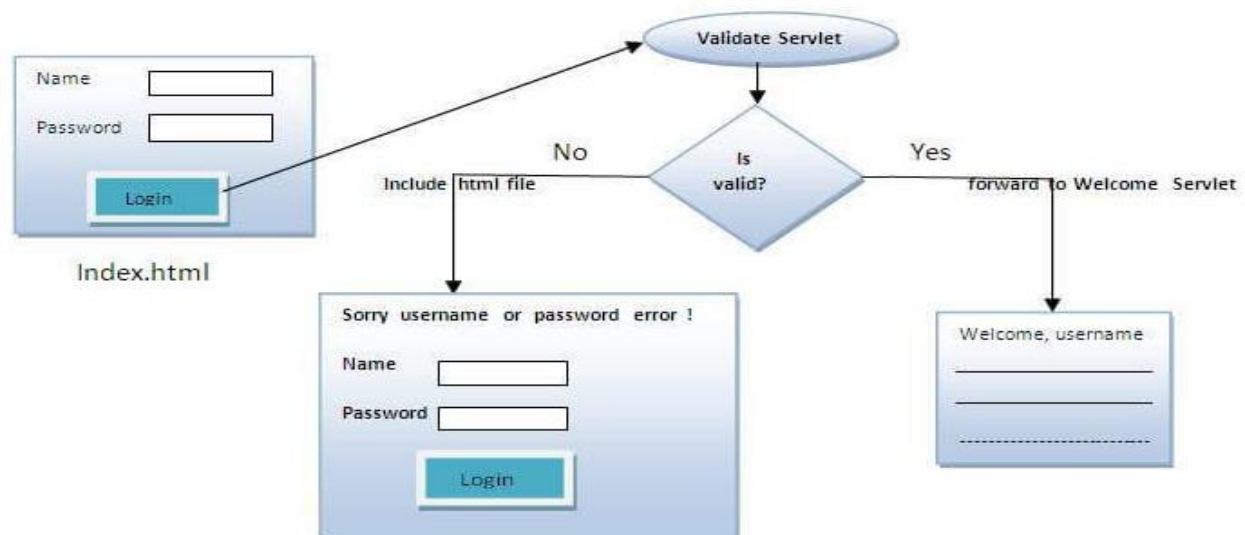 Validate Servlet
Name
Password
Login
Index.html
Is
valid?
No
Include html file
Yes
forward to Welcome Servlet
Sorry username or password error !
Name
Password
Login
Welcome, username